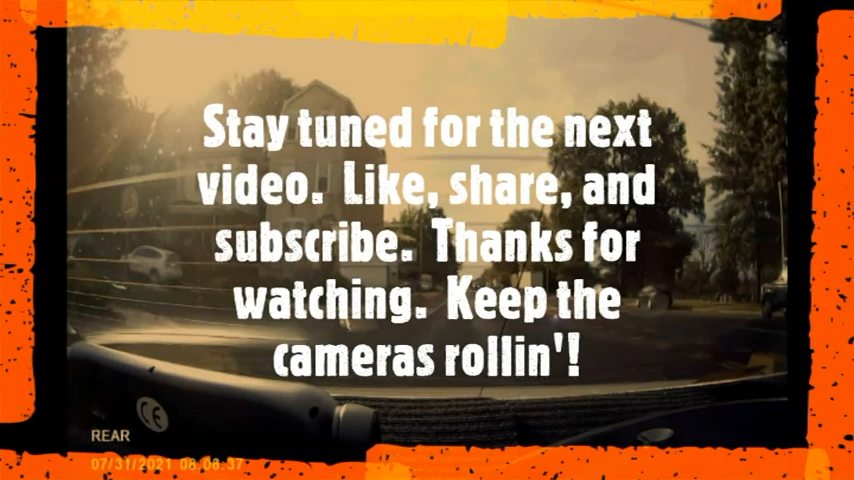 Stay tuned for the next
video. Like, share, and
subscribe. Thanks for
watching. Keep the
cameras rollin'!
CE
REAR
07/31/2021 08:08:37